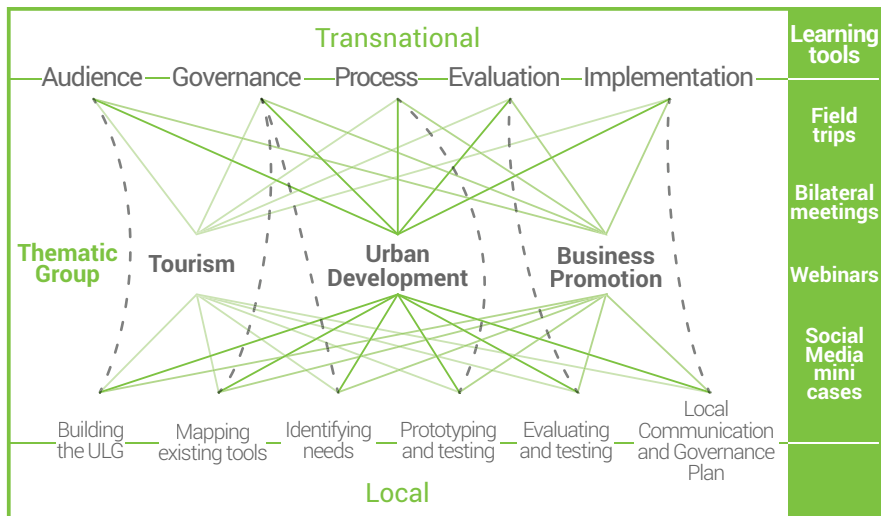 Transnational
Learning
tools
Audience
Governance
Process
Evaluation
Implementation
Field
trips
Bilateral
meetings
Webinars
Social
Media
mini
cases
Thematic
Group
Tourism
Urban
Development
Business
Promotion
Building
the ULG
Mapping
existing tools
Identifying
needs
Prototyping
and testing
Evaluating
and testing
Local
Communication
and Governance
Plan
Local